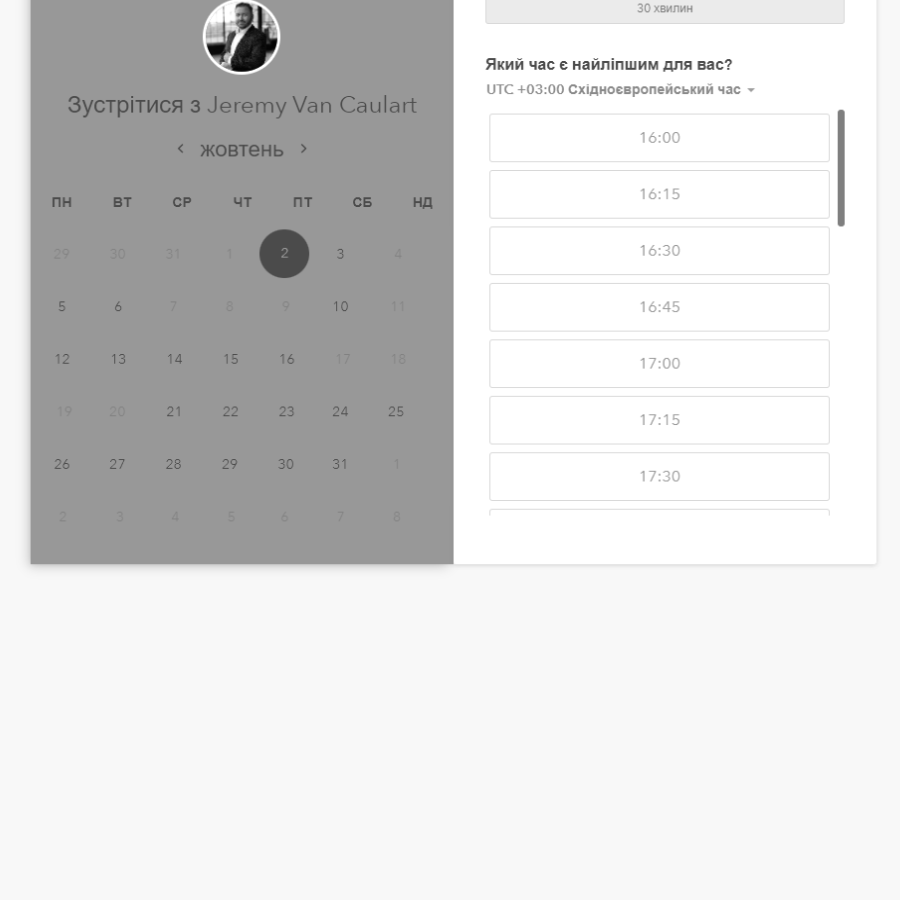 Зустрітися з Jeremy Van Caulart
< жовтень >
ПН ВТ СР ЧТ ПТ СБ НД
29 30 31 1 2 3 4
5 6 7 8 9 10 11
12 13 14 15 16 17 18
19 20 21 22 23 24 25
26 27 28 29 30 31 1
2 3 4 5 6 7 8
30 хвилин
Який час є найліпшим для вас?
UTC +03:00 Східноєвропейський час
16:00
16:15
16:30
16:45
17:00
17:15
17:30